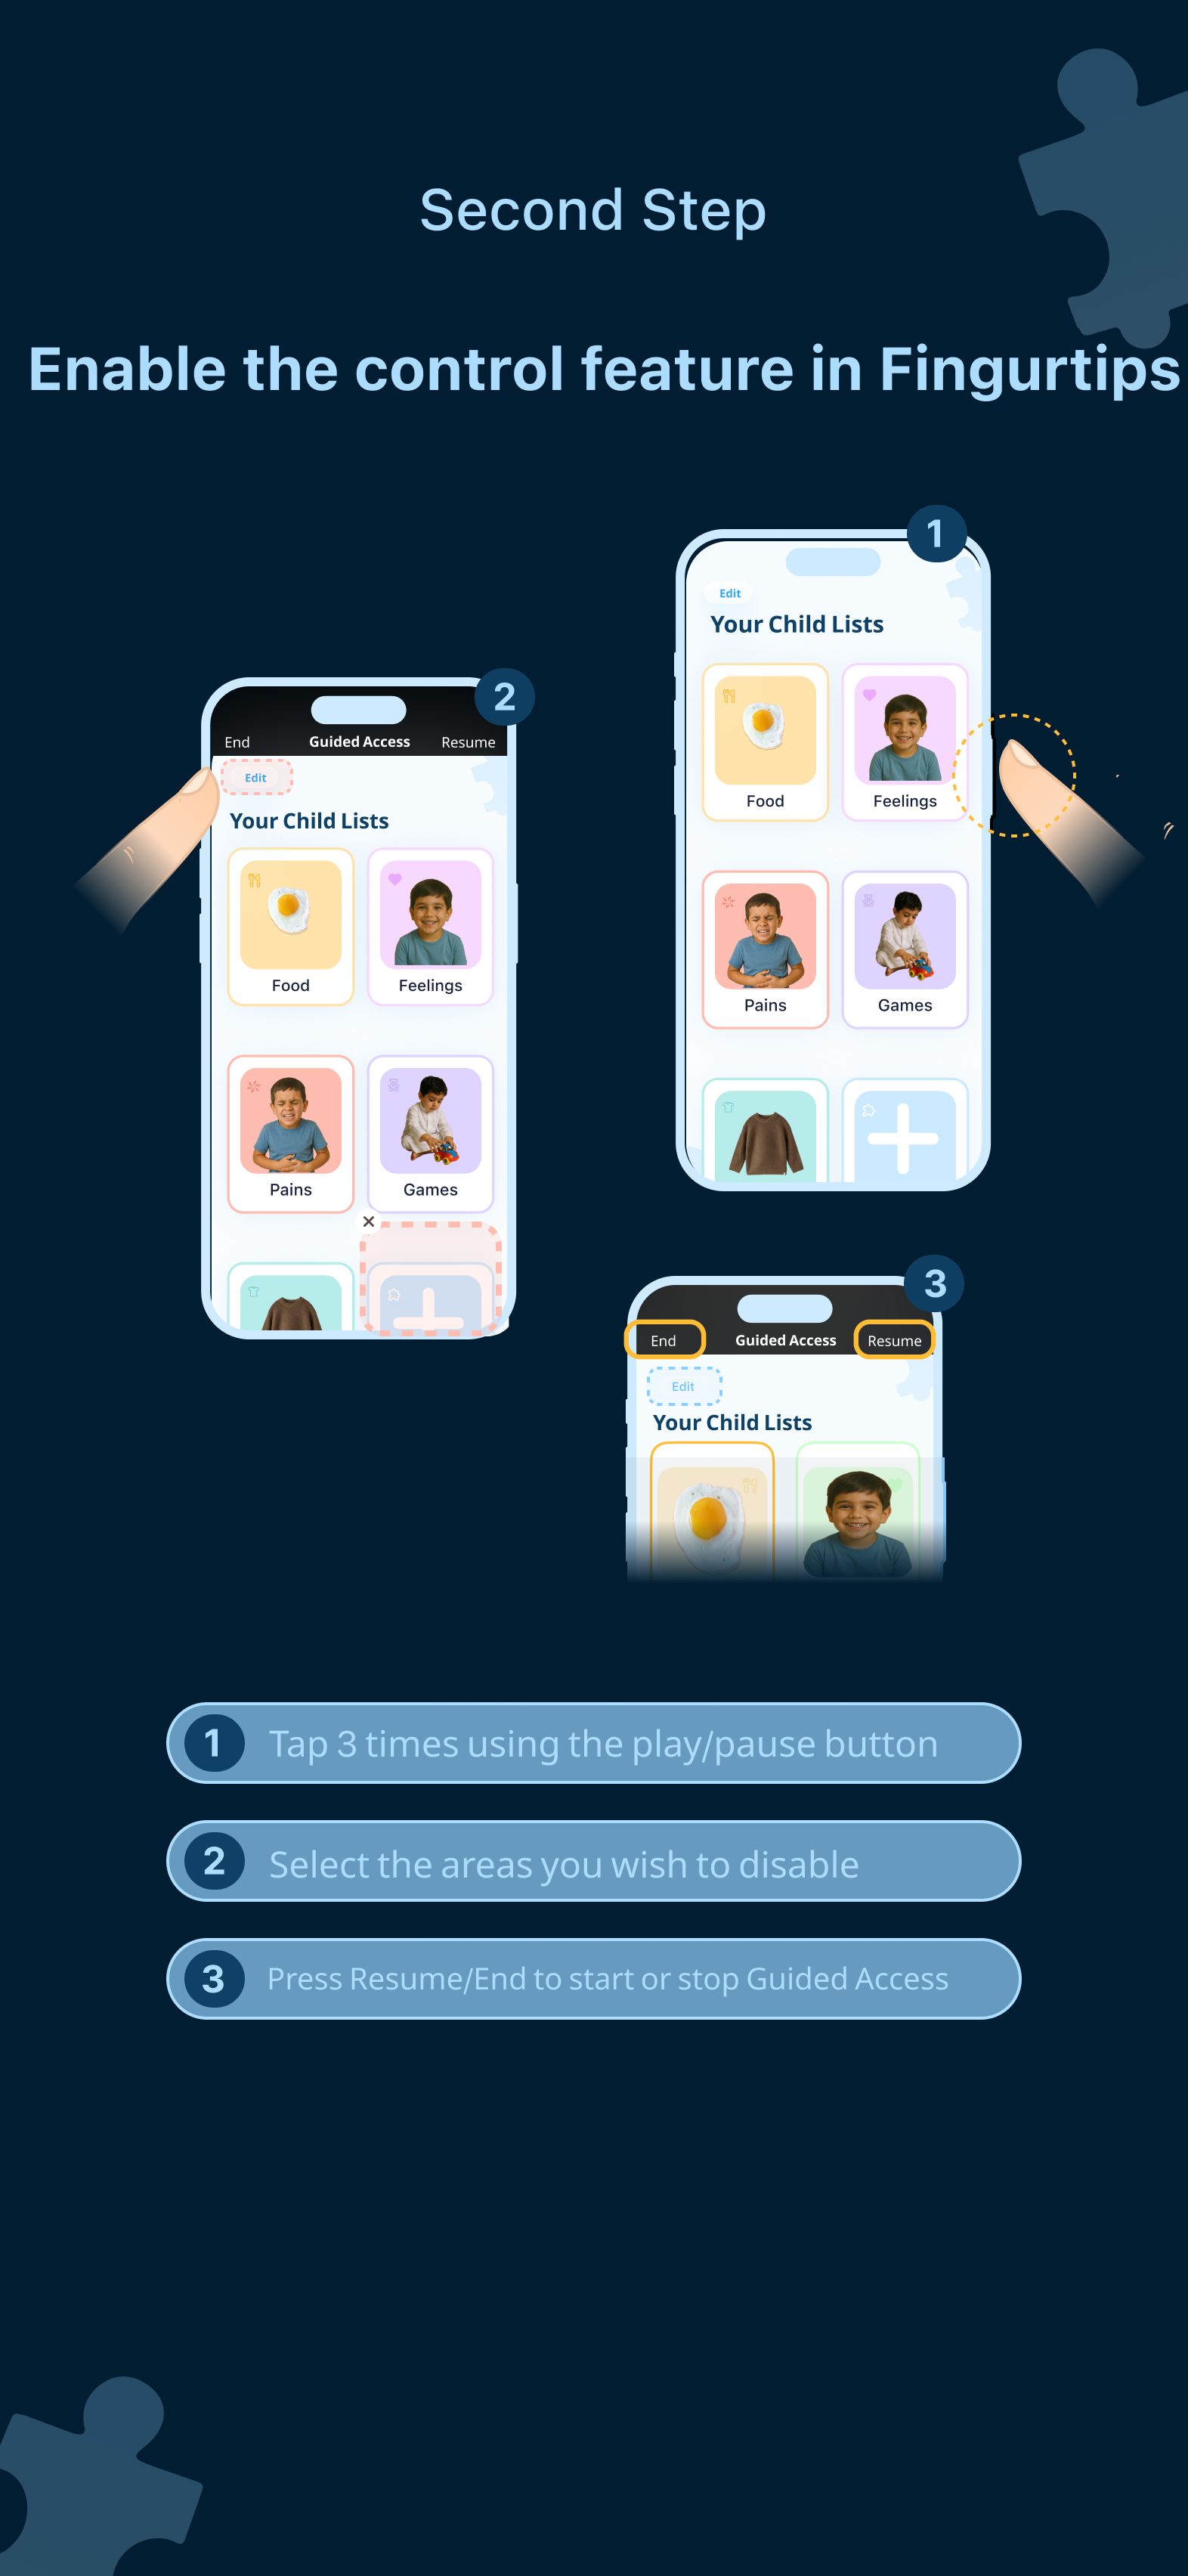 Second Step
Enable the control feature in Fingurtips
1
Edit
Your Child Lists
Food Feelings
Pains Games
2
End Guided Access Resume
Edit
Your Child Lists
Food Feelings
Pains Games
3
End Guided Access Resume
Edit
Your Child Lists
1 Tap 3 times using the play/pause button
2 Select the areas you wish to disable
3 Press Resume/End to start or stop Guided Access